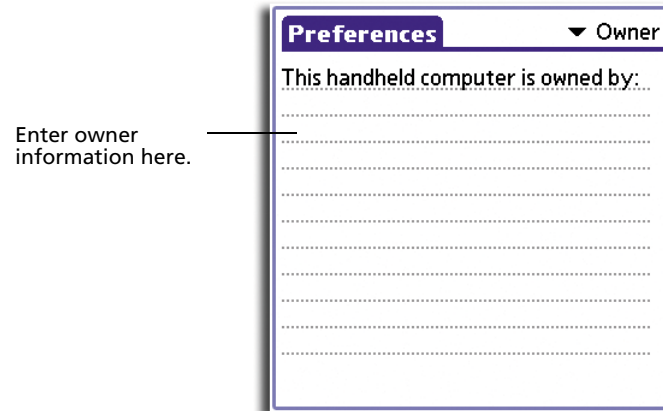 Preferences
Owner
This handheld computer is owned by:
Enter owner
information here.